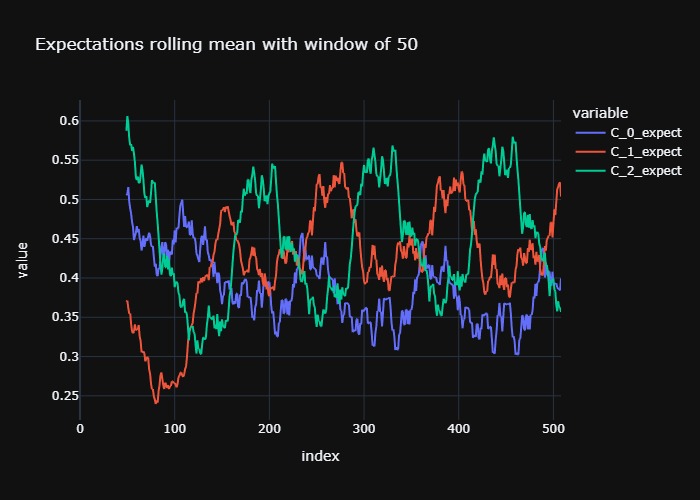 Expectations rolling mean with window of 50
variable
C_0_expect
C_1_expect
C_2_expect
value
0.6
0.55
0.5
0.45
0.4
0.35
0.3
0.25
0
100
200
300
400
500
index